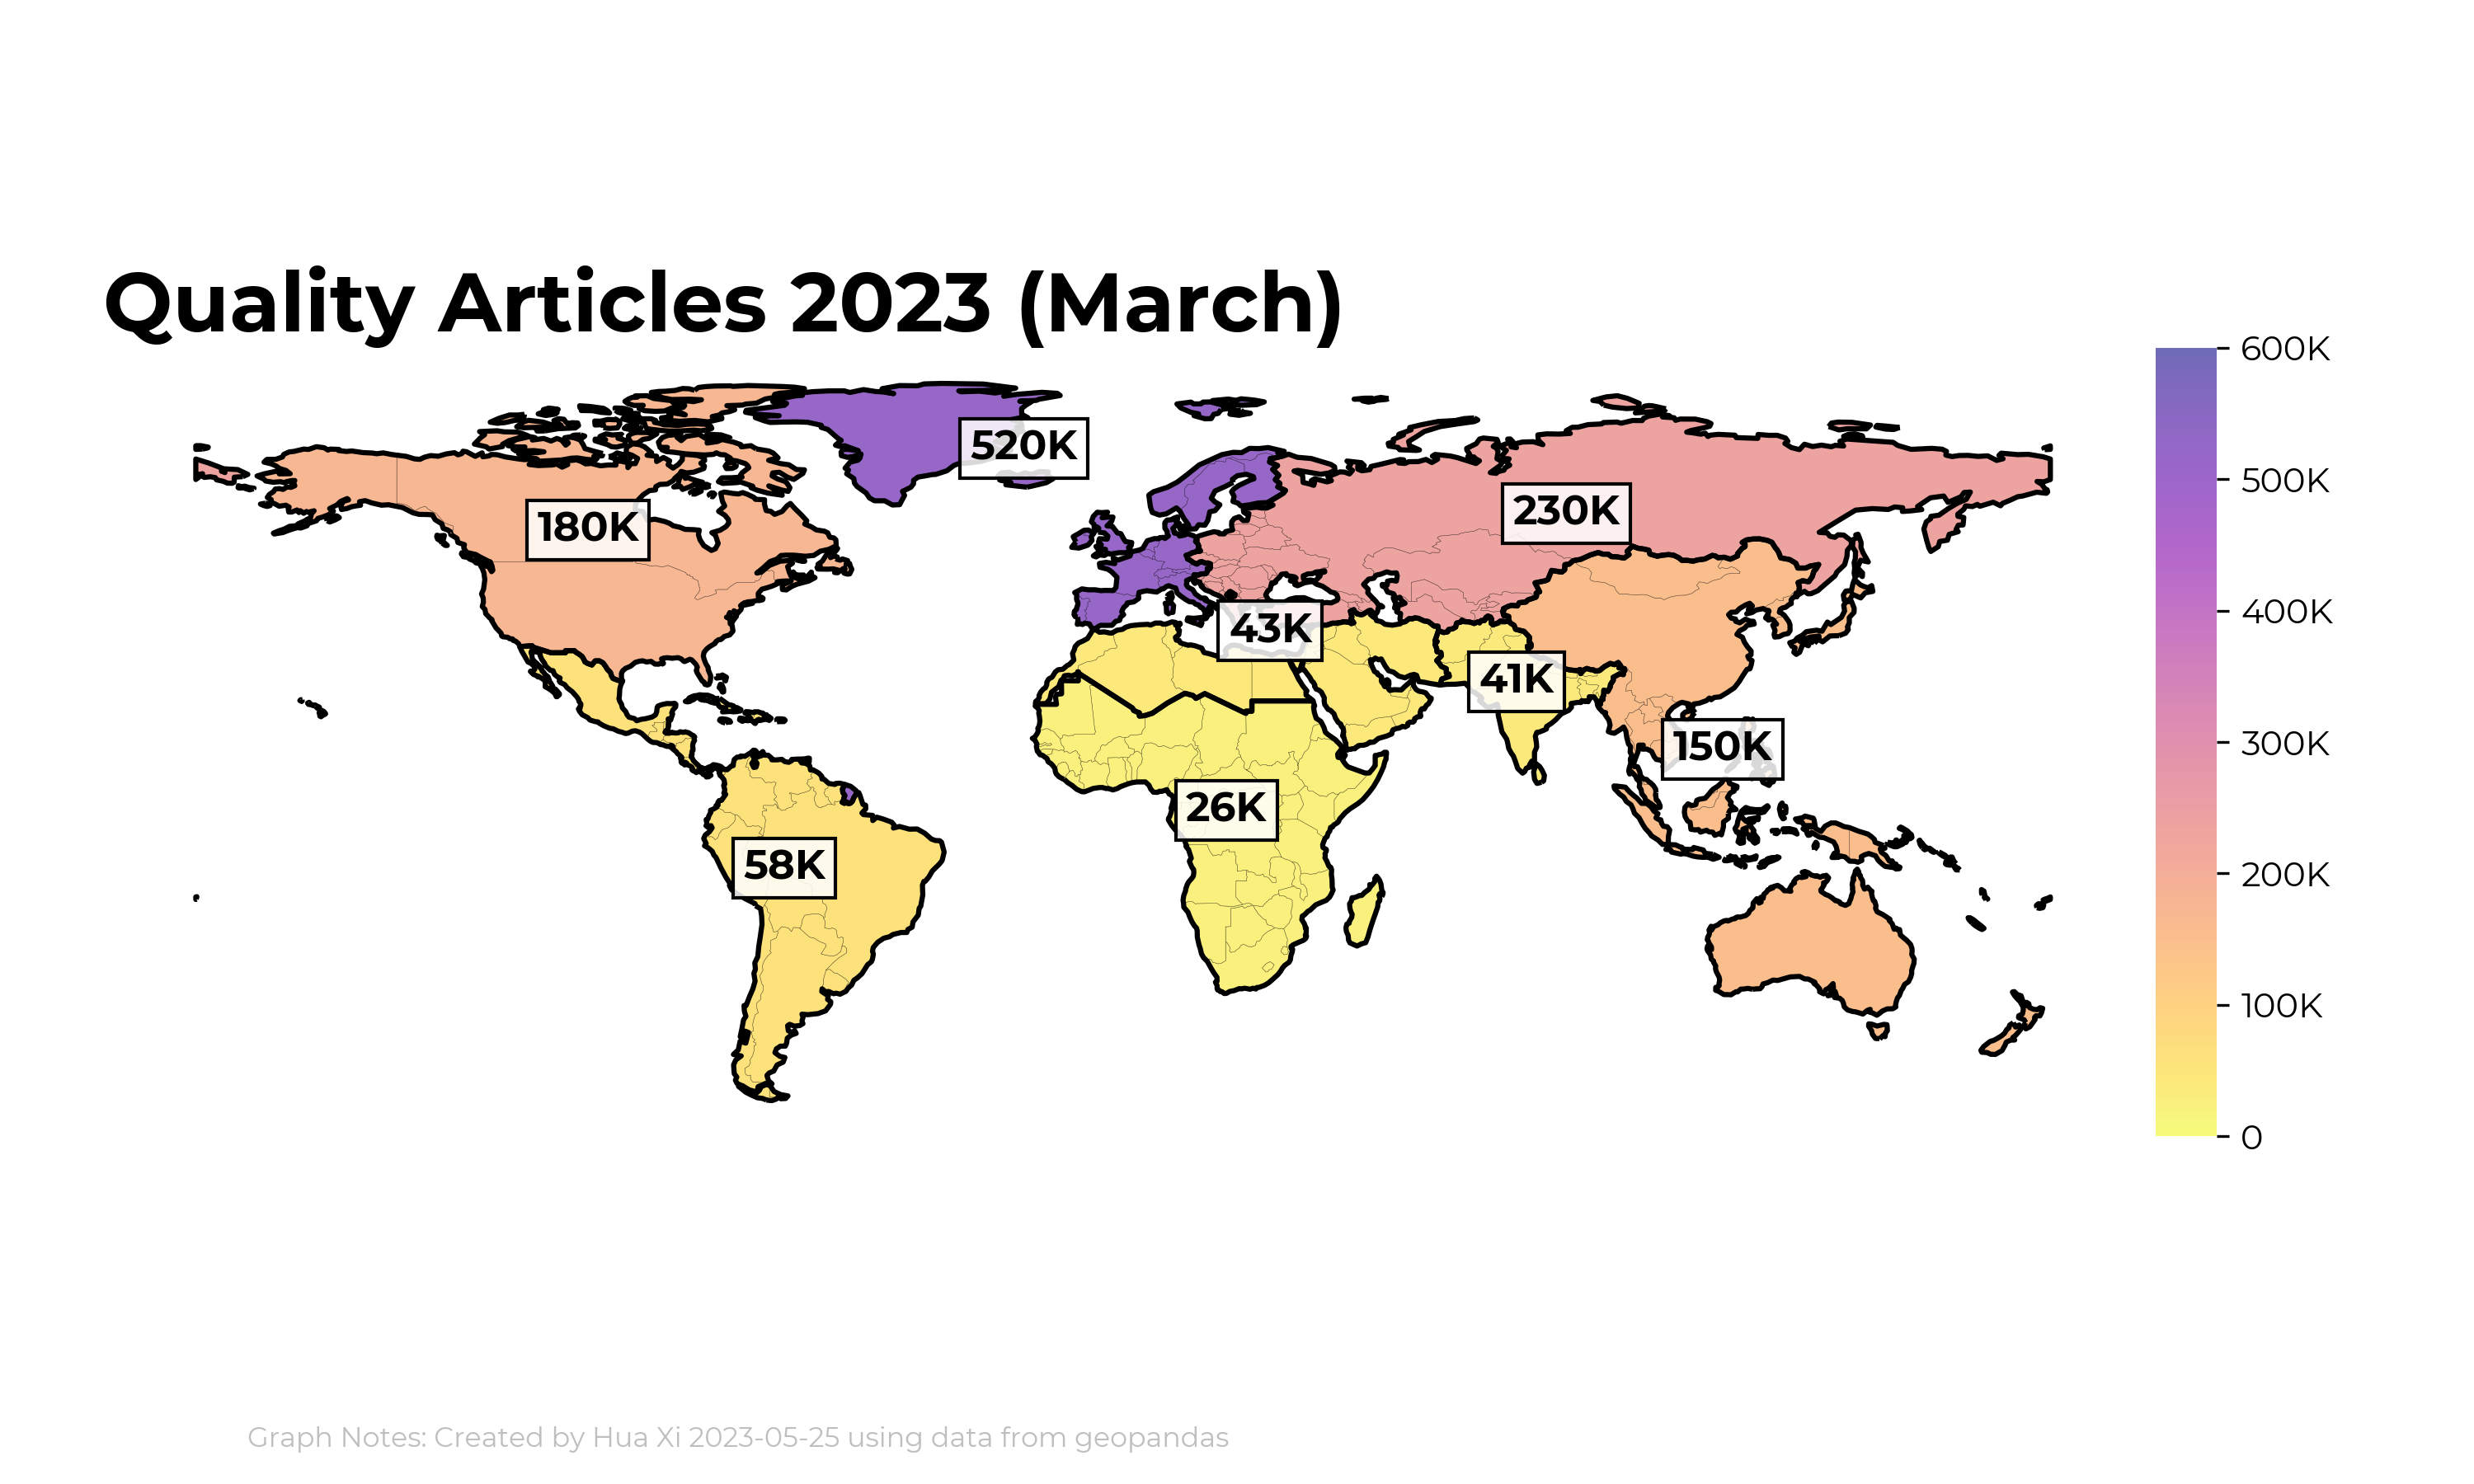 Quality Articles 2023 (March)
600K
500K
400K
300K
200K
100K
0
520K
180K
230K
43K
41K
150K
26K
58K
Graph Notes: Created by Hua Xi 2023-05-25 using data from geopandas